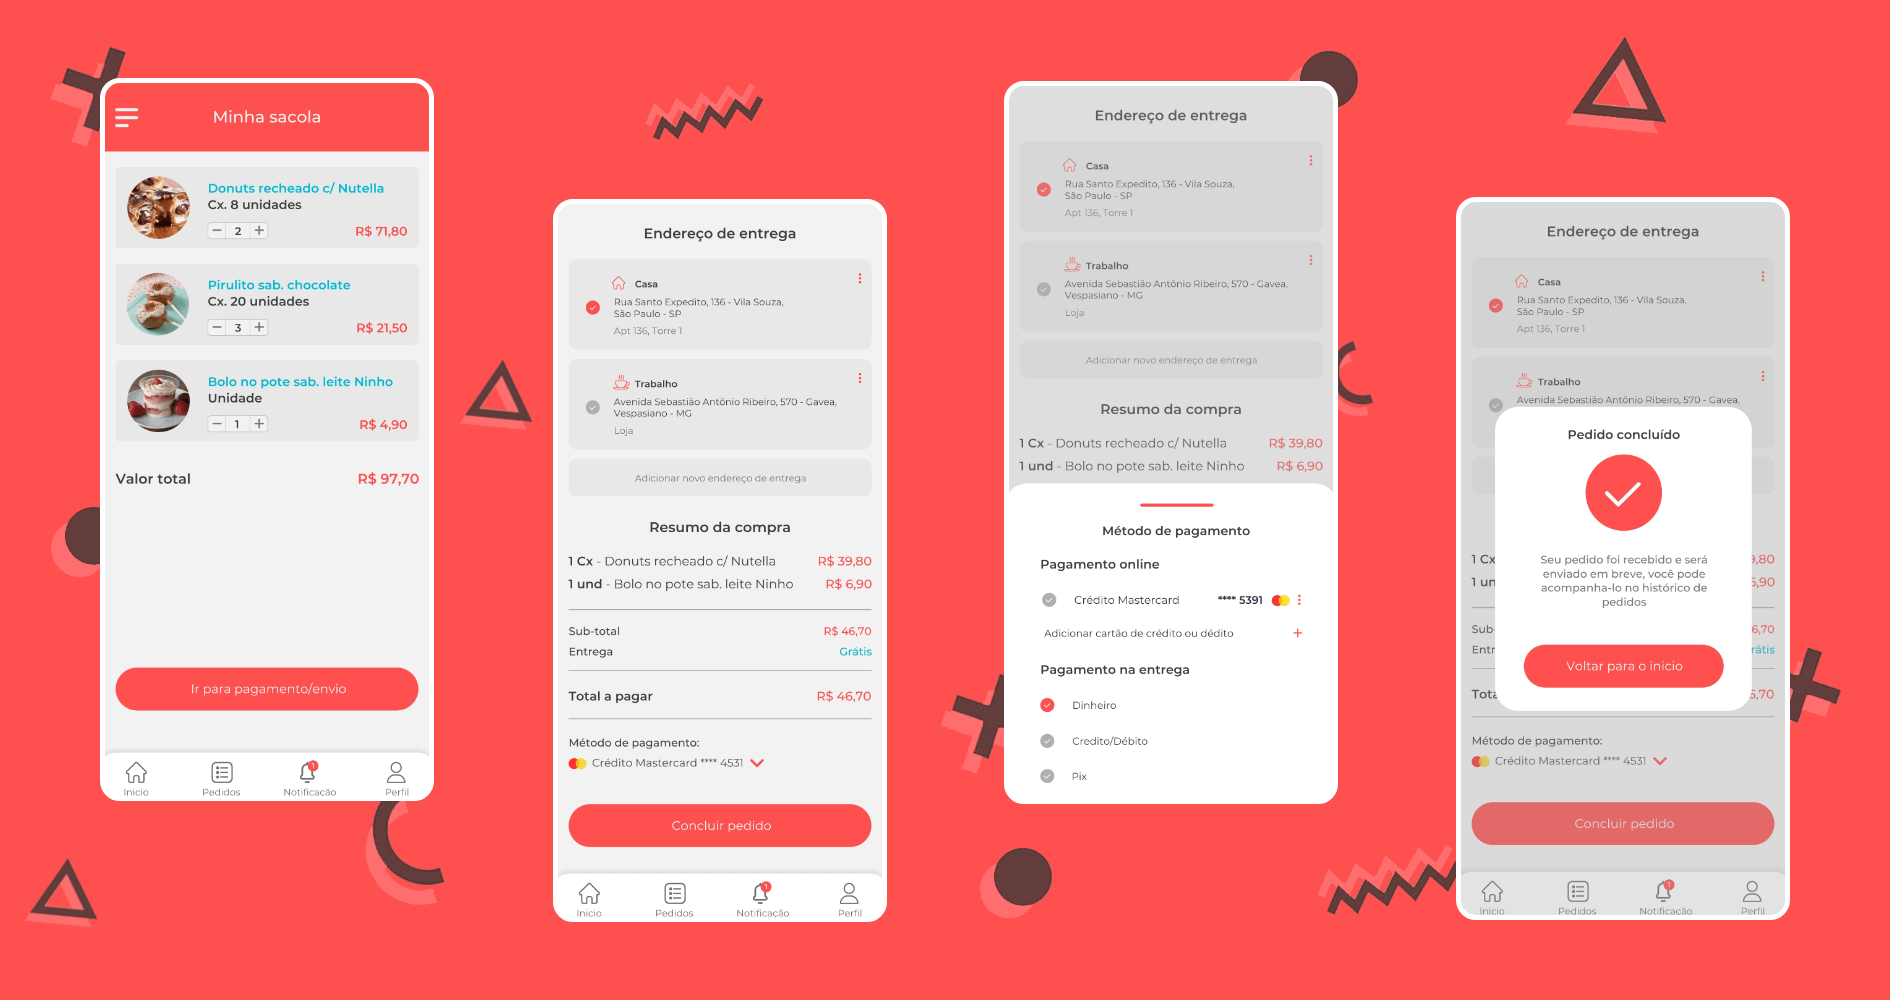 Minha sacola
Donuts recheado c/ Nutella
Cx. 8 unidades
2
R$ 71,80
Pirulito sab. chocolate
Cx. 20 unidades
3
R$ 21,50
Bolo no pote sab. leite Ninho
Unidade
1
R$ 4,90
Valor total R$ 97,70
Ir para pagamento/envio
1
Inicio Pedidos Notificacão Perfil
Endereço de entrega
Casa
Rua Santo Expedito, 136 - Vila Souza,
São Paulo - SP
Apt 136, Torre 1
Trabalho
Avenida Sebastião Antônio Ribeiro, 570 - Gavea,
Vespasiano - MG
Loja
Adicionar novo endereço de entrega
Resumo da compra
1 Cx - Donuts recheado c/ Nutella R$ 39,80
1 und - Bolo no pote sab. leite Ninho R$ 6,90
Sub-total R$ 46,70
Entrega Grátis
Total a pagar R$ 46,70
Método de pagamento:
Crédito Mastercard **** 4531
Concluir pedido
1
Inicio Pedidos Notificacão Perfil
Endereço de entrega
Casa
Rua Santo Expedito, 136 - Vila Souza,
São Paulo - SP
Apt 136, Torre 1
Trabalho
Avenida Sebastião Antônio Ribeiro, 570 - Gavea,
Vespasiano - MG
Loja
Adicionar novo endereço de entrega
Resumo da compra
1 Cx - Donuts recheado c/ Nutella R$ 39,80
1 und - Bolo no pote sab. leite Ninho R$ 6,90
Método de pagamento
Pagamento online
Crédito Mastercard **** 5391
Adicionar cartão de crédito ou dédito +
Pagamento na entrega
Dinheiro
Credito/Débito
Pix
Endereço de entrega
Casa
Rua Santo Expedito, 136 - Vila Souza,
São Paulo - SP
Apt 136, Torre 1
Trabalho
Avenida Sebastião Antônio Ribeiro, 570 - Gavea,
Pedido concluído
Seu pedido foi recebido e será
enviado em breve, você pode
acompanha-lo no histórico de
pedidos
Voltar para o inicio
1 Cx 9,80
1 un 6,90
Sub- 6,70
Entr rátis
Tota 6,70
Método de pagamento:
Crédito Mastercard **** 4531
Concluir pedido
1
Inicio Pedidos Notificacão Perfil